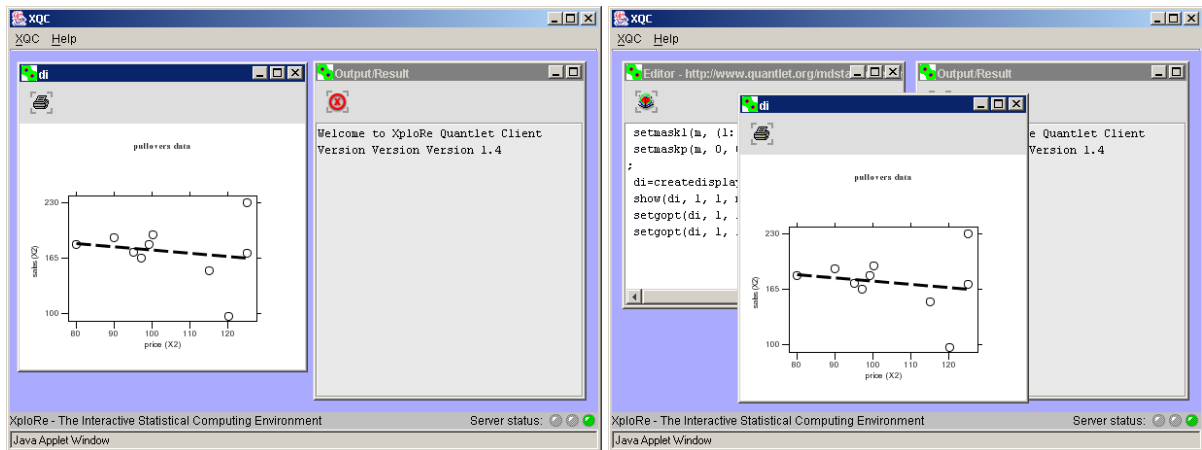 XQC
XQC Help
di
Output/Result
Welcome to XploRe Quantlet Client
Version Version Version 1.4
pullovers data
230
165
100
sales (X2)
80 90 100 110 120
price (X2)
XploRe - The Interactive Statistical Computing Environment
Server status:
Java Applet Window
XQC
XQC Help
Editor - http://www.quantlet.org/mdsta
Output/Result
di
setmaskl(m, (1:
setmaskp(m, 0,
;
di=createdispla
show(di, 1, 1,
setgopt(di, 1,
setgopt(di, 1,
e Quantlet Client
Version 1.4
pullovers data
230
165
100
sales (X2)
80 90 100 110 120
price (X2)
XploRe - The Interactive Statistical Computing Environment
Server status:
Java Applet Window